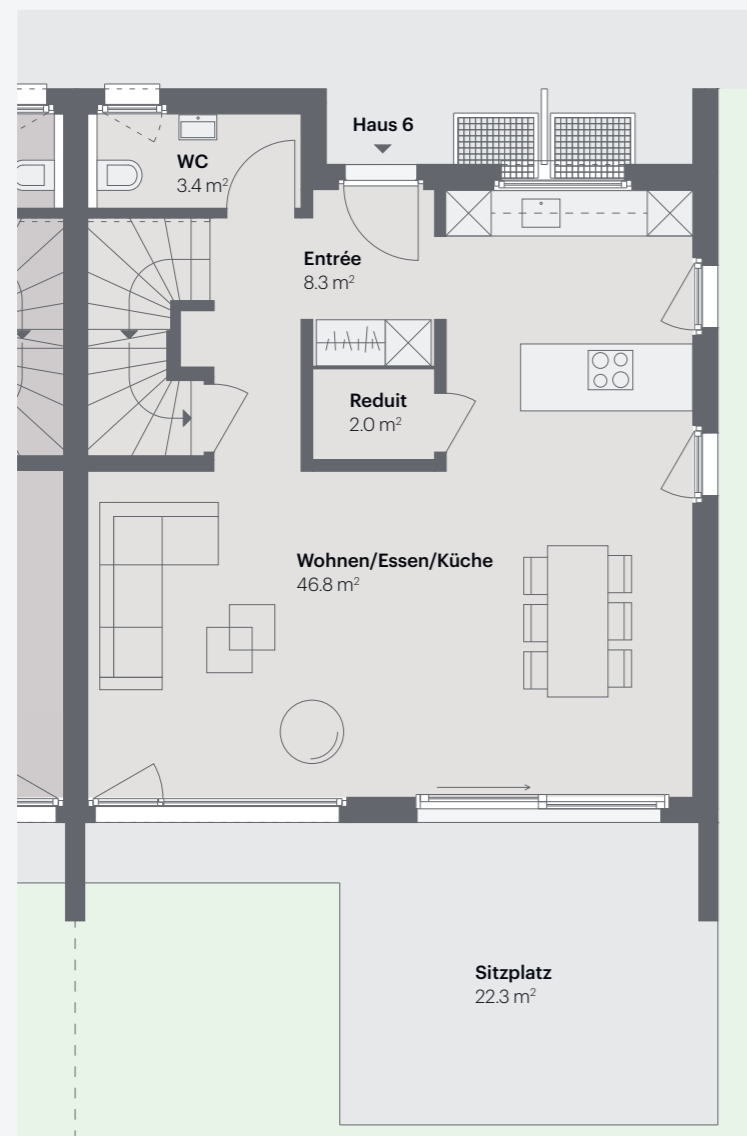 Haus 6
WC
3.4 m²
Entrée
8.3 m²
Reduit
2.0 m²
Wohnen/Essen/Küche
46.8 m²
Sitzplatz
22.3 m²